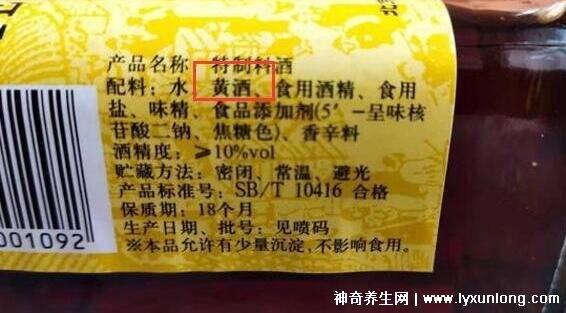 产品名称: 特制料酒
配料: 水、黄酒、食用酒精、食用
盐、味精、食品添加剂(5′-呈味核
苷酸二钠、焦糖色)、香辛料
酒精度: ⩾10%vol
贮藏方法: 密闭、常温、避光
产品标准号: SB/T 10416 合格
保质期: 18个月
生产日期、批号: 见喷码
※本品允许有少量沉淀,不影响食用。
001092
神奇养生网|www.lyxunlong.com